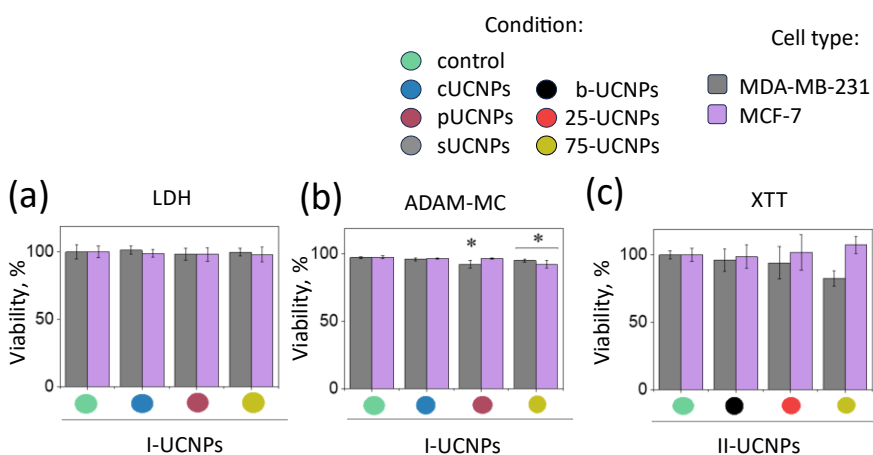 Condition:
Cell type:
control
cUCNPs
b-UCNPs
MDA-MB-231
pUCNPs
25-UCNPs
MCF-7
sUCNPs
75-UCNPs
(a)
LDH
(b)
ADAM-MC
(c)
XTT
Viability, %
100
50
0
I-UCNPs
Viability, %
100
50
0
*
*
I-UCNPs
Viability, %
100
50
0
II-UCNPs